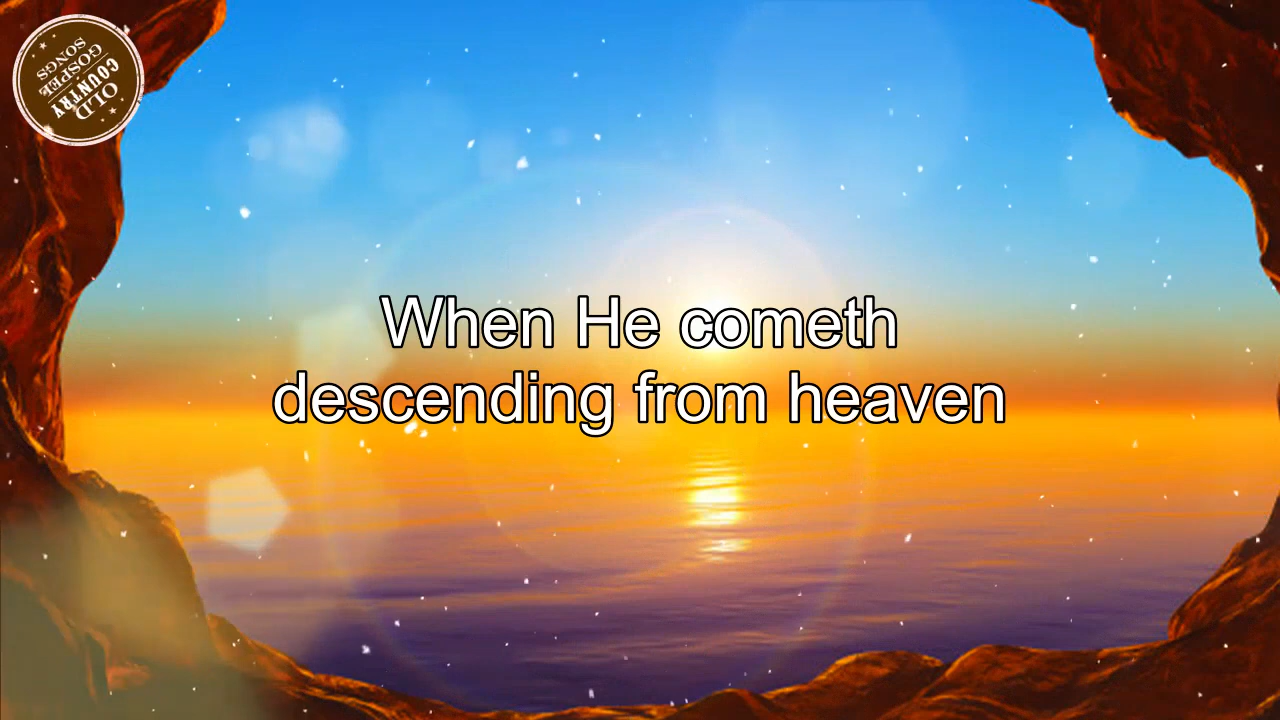 OLD
COUNTRY
GOSPEL
SONGS
When He cometh
descending from heaven